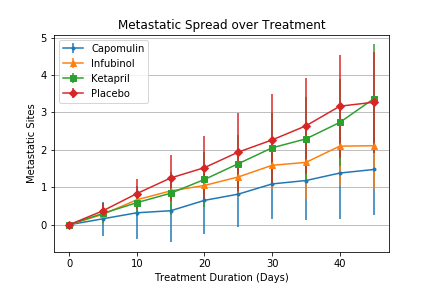 Metastatic Spread over Treatment
Capomulin
Infubinol
Ketapril
Placebo
Metastatic Sites
5
4
3
2
1
0
0 10 20 30 40
Treatment Duration (Days)